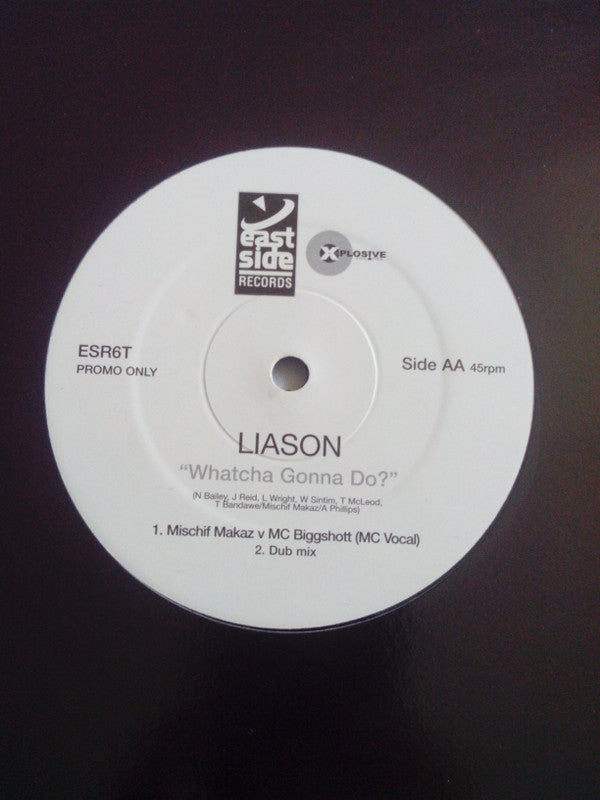 east
side
RECORDS
XPLOSIVE
ESR6T
PROMO ONLY
Side AA 45rpm
LIASON
“Whatcha Gonna Do?”
(N Bailey, J Reid, L Wright, W Sintim, T McLeod,
T Bandawe/Mischif Makaz/A Phillips)
1. Mischif Makaz v MC Biggshott (MC Vocal)
2. Dub mix